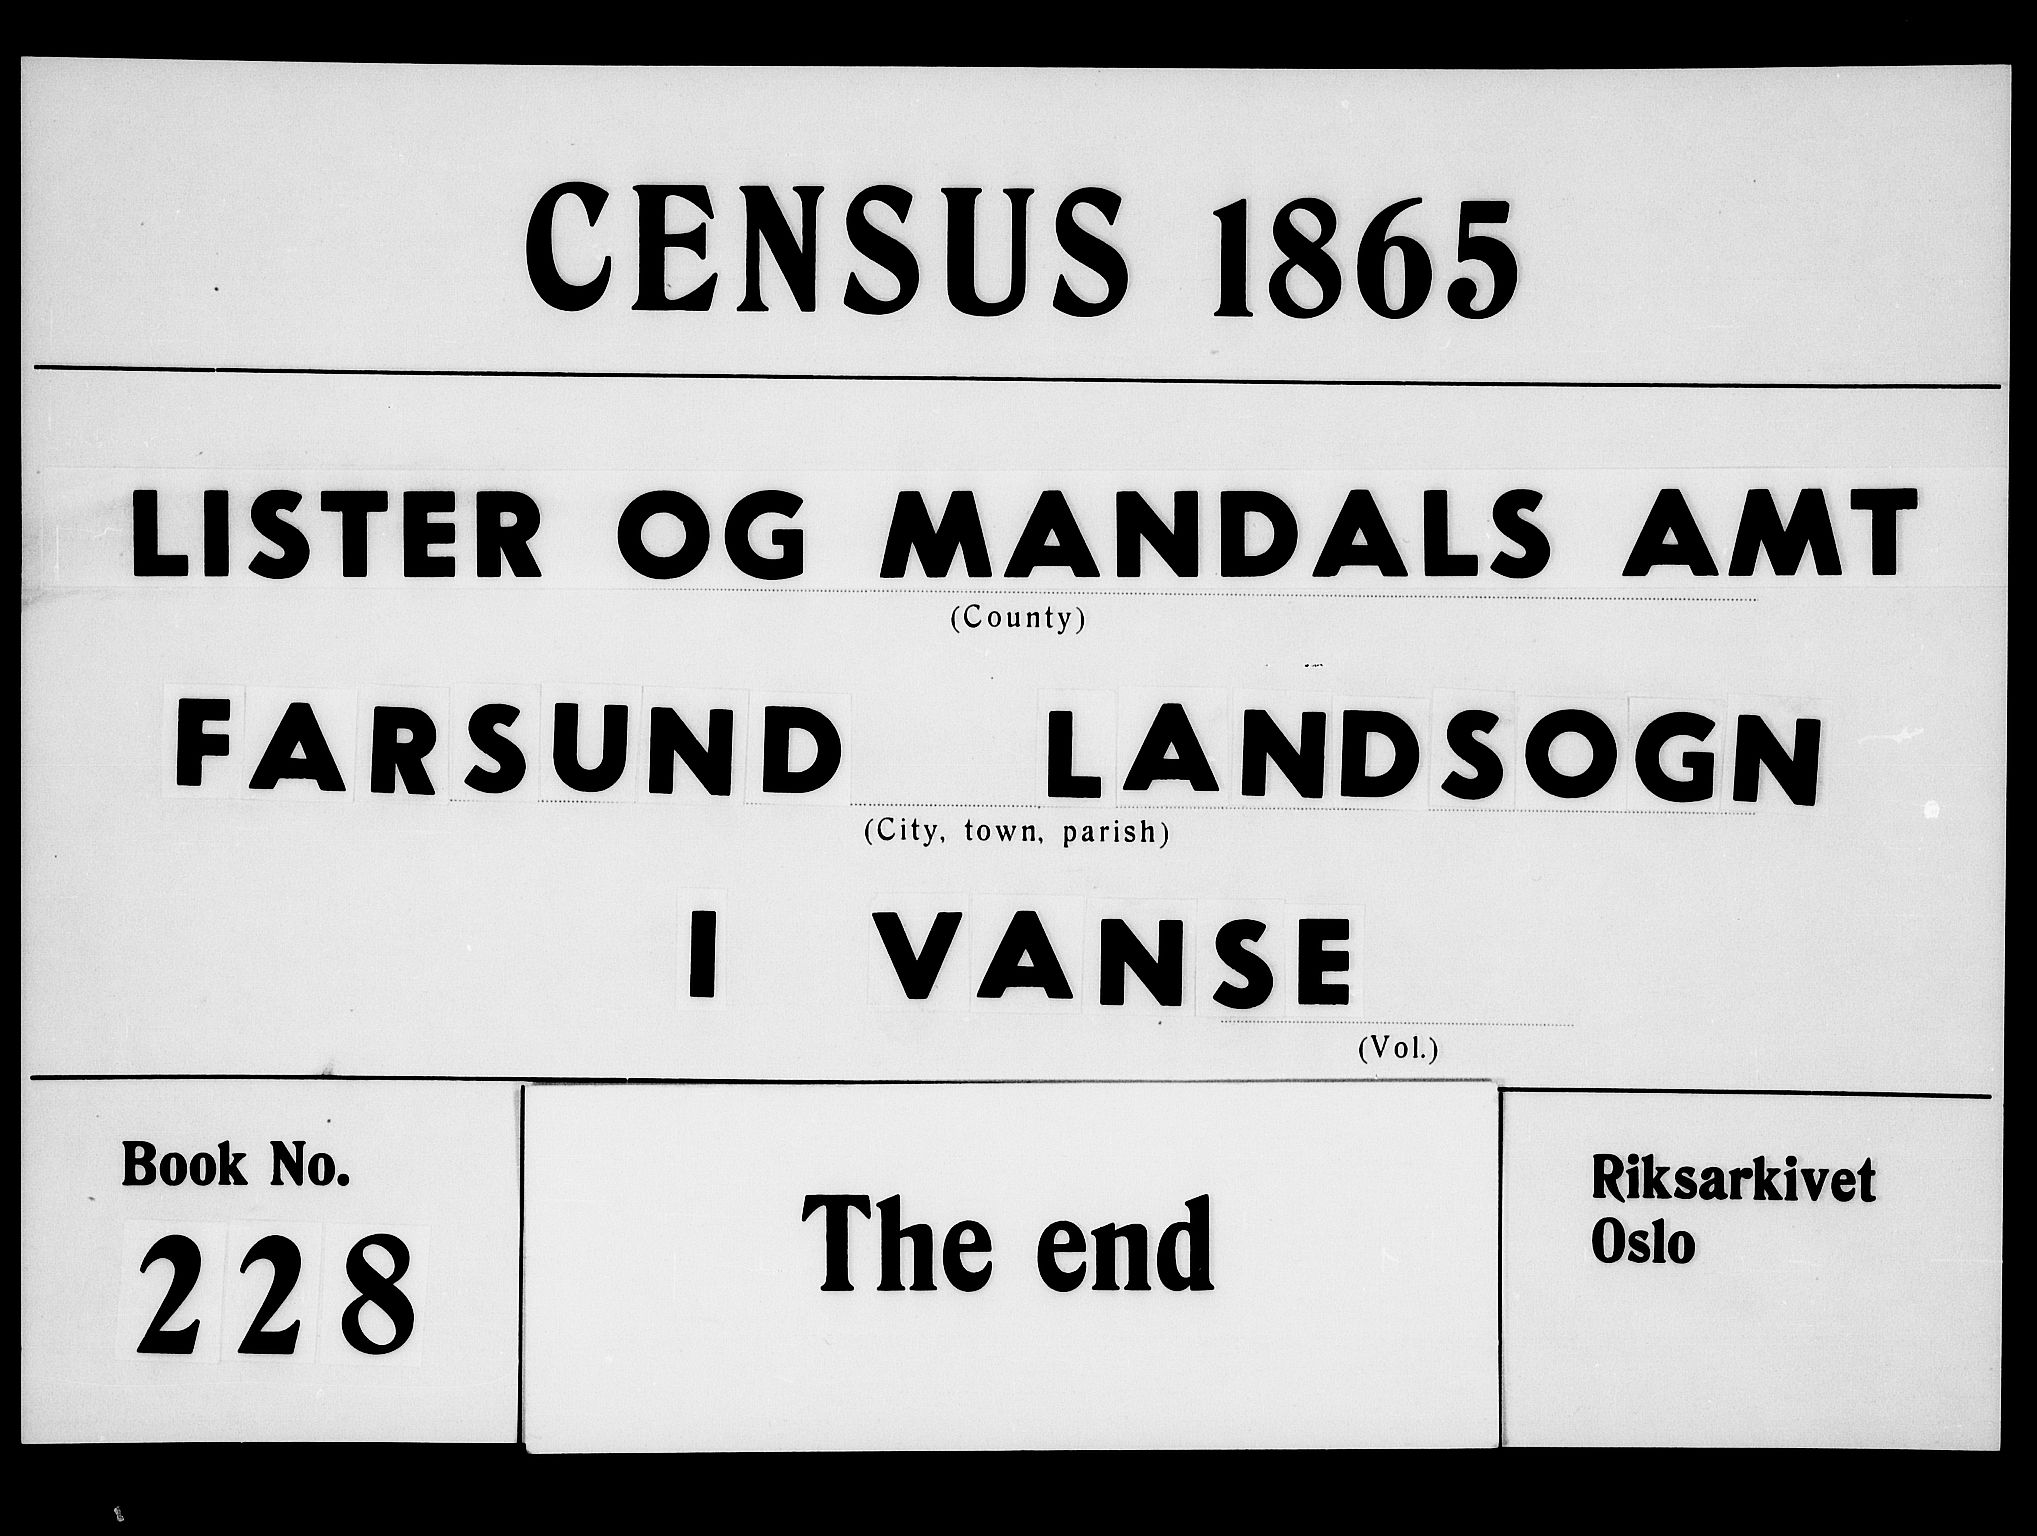 CENSUS 1865
LISTER OG MANDALS AMT
(County)
FARSUND LANDSOGN
(City, town, parish)
I VANSE
(Vol.)
Book No.
228
The end
Riksarkivet
Oslo